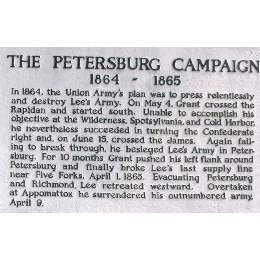 THE PETERSBURG CAMPAIGN
1864 - 1865
In 1864, the Union Army's plan was to press relentlessly
and destroy Lee's Army. On May 4, Grant crossed the
Rapidan and started south. Unable to accomplish his
objective at the Wilderness, Spotsylvania, and Cold Harbor,
he nevertheless succeeded in turning the Confederate
right and, on June 15, crossed the James. Again fail-
ing to break through, he besieged Lee's Army in Peter-
sburg. For 10 months Grant pushed his left flank around
Petersburg and finally broke Lee's last supply line
near Five Forks, April 1, 1865. Evacuating Petersburg
and Richmond, Lee retreated westward. Overtaken
at Appomattox he surrendered his outnumbered army,
April 9.